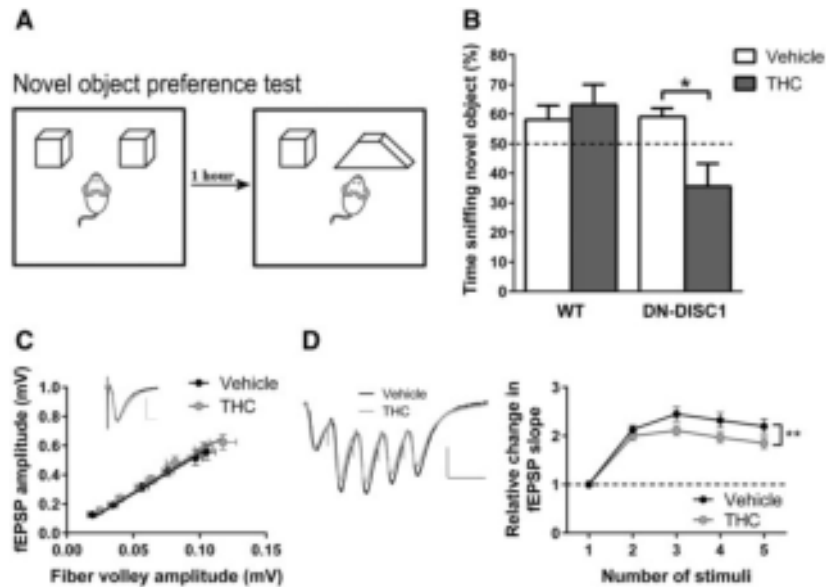 A
Novel object preference test
1 hour
B
Time sniffing novel object (%)
80
70
60
50
40
30
20
10
0
*
Vehicle
THC
WT
DN-DISC1
C
fEPSP amplitude (mV)
1.0
0.8
0.6
0.4
0.2
0.0
Vehicle
THC
0.00
0.05
0.10
0.15
Fiber volley amplitude (mV)
D
Vehicle
THC
Relative change in
fEPSP slope
3
2
1
0
**
Vehicle
THC
1
2
3
4
5
Number of stimuli